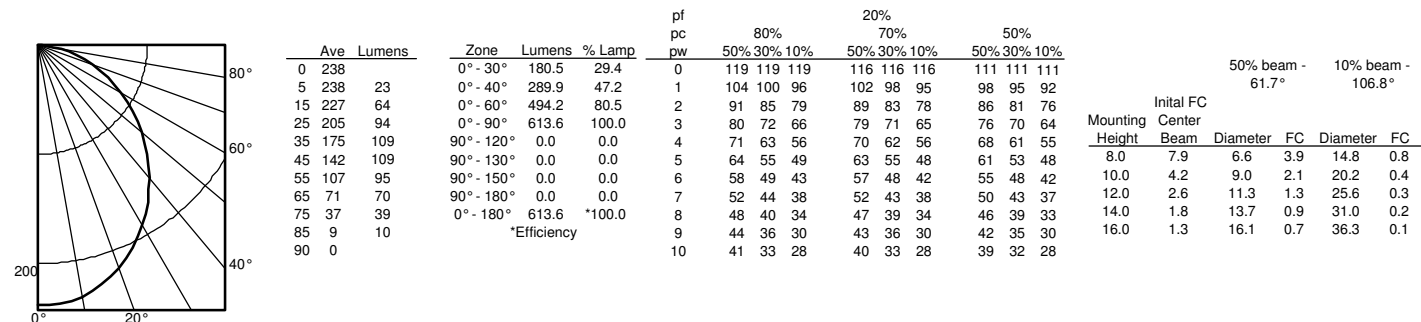 80°
60°
40°
200
0° 20°
Ave Lumens
0 238
5 238 23
15 227 64
25 205 94
35 175 109
45 142 109
55 107 95
65 71 70
75 37 39
85 9 10
90 0
Zone Lumens % Lamp
0° - 30° 180.5 29.4
0° - 40° 289.9 47.2
0° - 60° 494.2 80.5
0° - 90° 613.6 100.0
90° - 120° 0.0 0.0
90° - 130° 0.0 0.0
90° - 150° 0.0 0.0
90° - 180° 0.0 0.0
0° - 180° 613.6 *100.0
*Efficiency
pf 20%
pc 80% 70% 50%
pw 50% 30% 10% 50% 30% 10% 50% 30% 10%
0 119 119 119 116 116 116 111 111 111
1 104 100 96 102 98 95 98 95 92
2 91 85 79 89 83 78 86 81 76
3 80 72 66 79 71 65 76 70 64
4 71 63 56 70 62 56 68 61 55
5 64 55 49 63 55 48 61 53 48
6 58 49 43 57 48 42 55 48 42
7 52 44 38 52 43 38 50 43 37
8 48 40 34 47 39 34 46 39 33
9 44 36 30 43 36 30 42 35 30
10 41 33 28 40 33 28 39 32 28
50% beam - 10% beam -
61.7° 106.8°
Inital FC
Mounting Center
Height Beam Diameter FC Diameter FC
8.0 7.9 6.6 3.9 14.8 0.8
10.0 4.2 9.0 2.1 20.2 0.4
12.0 2.6 11.3 1.3 25.6 0.3
14.0 1.8 13.7 0.9 31.0 0.2
16.0 1.3 16.1 0.7 36.3 0.1